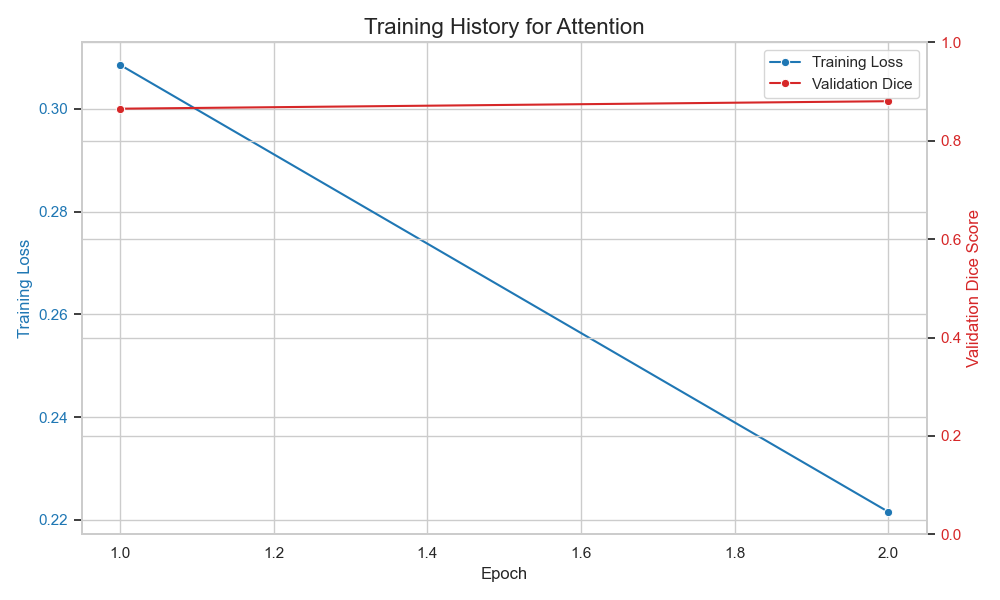 Training History for Attention
Training Loss
Validation Dice
0.30
0.28
0.26
0.24
0.22
Training Loss
1.0
0.8
0.6
0.4
0.2
0.0
Validation Dice Score
1.0 1.2 1.4 1.6 1.8 2.0
Epoch